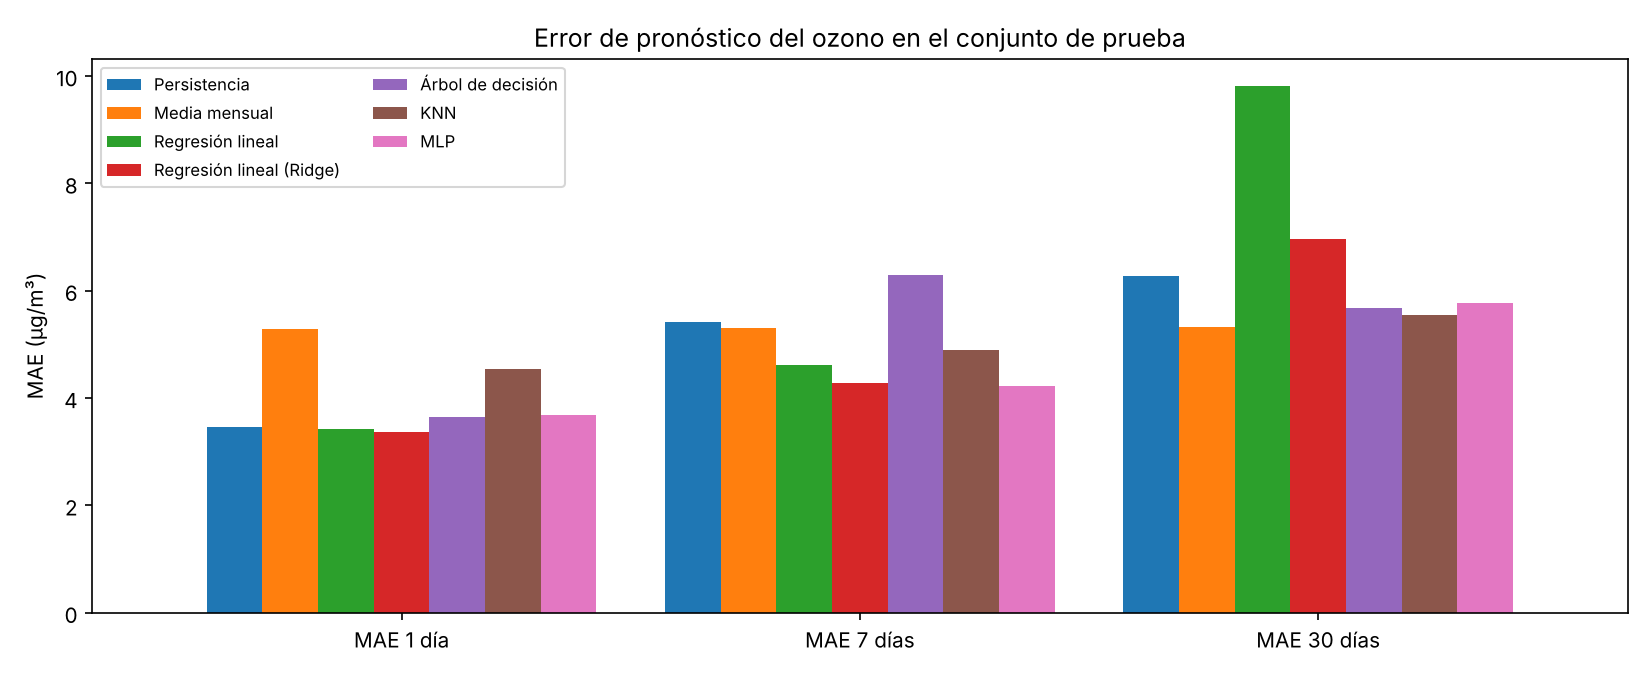 Error de pronóstico del ozono en el conjunto de prueba
Persistencia
Media mensual
Regresión lineal
Regresión lineal (Ridge)
Árbol de decisión
KNN
MLP
MAE (µg/m³)
10
8
6
4
2
0
MAE 1 día
MAE 7 días
MAE 30 días